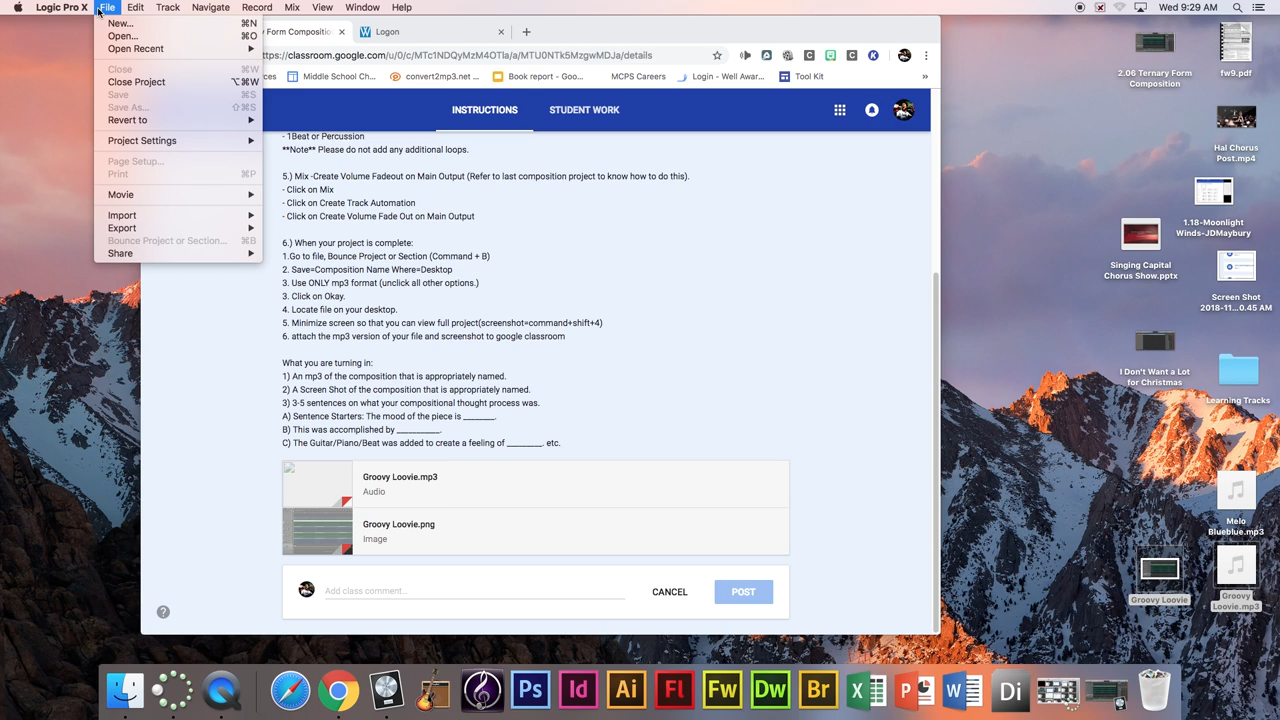 Logic Pro X File Edit Track Navigate Record Mix View Window Help Wed 9:29 AM
New... ⌘N
Open... ⌘O
Open Recent
Close ⌘W
Close Project ⌥⌘W
Save ⌘S
Save As... ⇧⌘S
Revert to
Project Settings
Page Setup...
Print ⌘P
Movie
Import
Export
Bounce Project or Section... ⌘B
Share
Form Compositio Logon
ttps://classroom.google.com/u/0/c/MTc1NDQyMzM4OTla/a/MTU0NTk5MzgwMDJa/details
ces Middle School Ch... convert2mp3.net ... Book report - Goo... MCPS Careers Login - Well Awar... Tool Kit »
INSTRUCTIONS STUDENT WORK
- 1Beat or Percussion
**Note** Please do not add any additional loops.
5.) Mix -Create Volume Fadeout on Main Output (Refer to last composition project to know how to do this).
- Click on Mix
- Click on Create Track Automation
- Click on Create Volume Fade Out on Main Output
6.) When your project is complete:
1.Go to file, Bounce Project or Section (Command + B)
2. Save=Composition Name Where=Desktop
3. Use ONLY mp3 format (unclick all other options.)
3. Click on Okay.
4. Locate file on your desktop.
5. Minimize screen so that you can view full project(screenshot=command+shift+4)
6. attach the mp3 version of your file and screenshot to google classroom
What you are turning in:
1) An mp3 of the composition that is appropriately named.
2) A Screen Shot of the composition that is appropriately named.
3) 3-5 sentences on what your compositional thought process was.
A) Sentence Starters: The mood of the piece is _______.
B) This was accomplished by _________.
C) The Guitar/Piano/Beat was added to create a feeling of ________. etc.
Groovy Loovie.mp3
Audio
Groovy Loovie.png
Image
Add class comment...
CANCEL
POST
2.06 Ternary Form
Composition
fw9.pdf
Hal Chorus
Post.mp4
1.18-Moonlight
Winds-JDMaybury
Singing Capital
Chorus Show.pptx
Screen Shot
2018-11...0.45 AM
I Don't Want a Lot
for Christmas
Learning Tracks
Melo
Blueblue.mp3
Groovy Loovie
Groovy
Loovie.mp3
Ps Id Ai Fl Fw Dw Br X P W Di